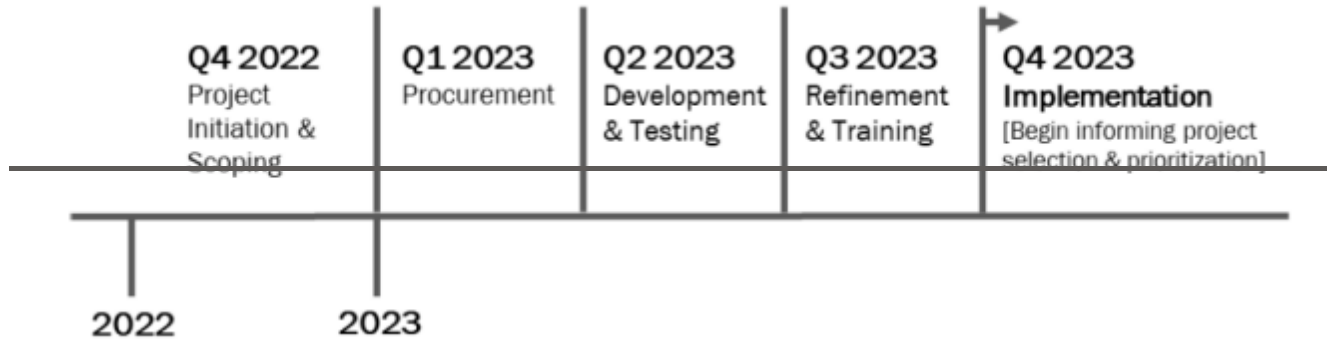 Q4 2022
Project
Initiation &
Scoping
Q1 2023
Procurement
Q2 2023
Development
& Testing
Q3 2023
Refinement
& Training
Q4 2023
Implementation
[Begin informing project
selection & prioritization]
2022
2023